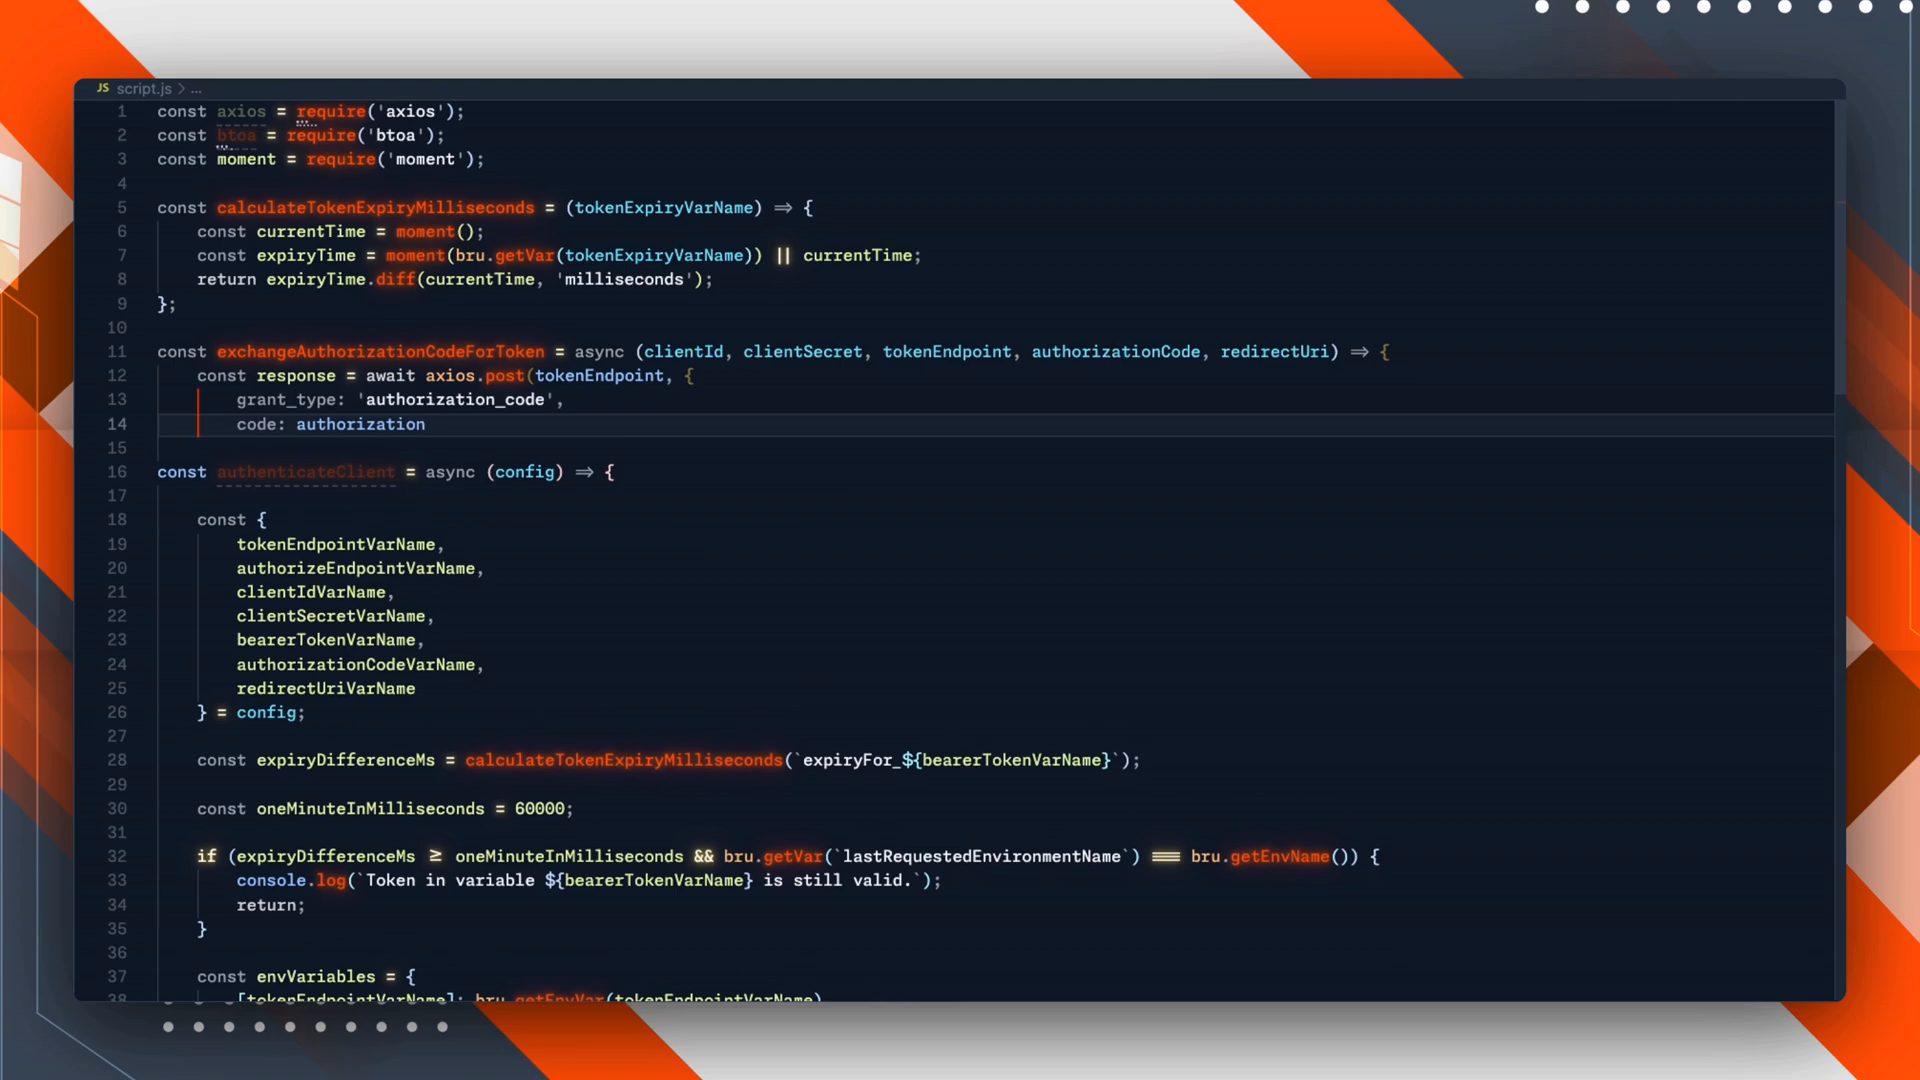 JS script.js > ...
1 const axios = require('axios');
2 const btoa = require('btoa');
3 const moment = require('moment');
4
5 const calculateTokenExpiryMilliseconds = (tokenExpiryVarName) => {
6 const currentTime = moment();
7 const expiryTime = moment(bru.getVar(tokenExpiryVarName)) || currentTime;
8 return expiryTime.diff(currentTime, 'milliseconds');
9 };
10
11 const exchangeAuthorizationCodeForToken = async (clientId, clientSecret, tokenEndpoint, authorizationCode, redirectUri) => {
12 const response = await axios.post(tokenEndpoint, {
13 grant_type: 'authorization_code',
14 code: authorization
15
16 const authenticateClient = async (config) => {
17
18 const {
19 tokenEndpointVarName,
20 authorizeEndpointVarName,
21 clientIdVarName,
22 clientSecretVarName,
23 bearerTokenVarName,
24 authorizationCodeVarName,
25 redirectUriVarName
26 } = config;
27
28 const expiryDifferenceMs = calculateTokenExpiryMilliseconds(`expiryFor_${bearerTokenVarName}`);
29
30 const oneMinuteInMilliseconds = 60000;
31
32 if (expiryDifferenceMs ≥ oneMinuteInMilliseconds && bru.getVar(`lastRequestedEnvironmentName`) === bru.getEnvName()) {
33 console.log(`Token in variable ${bearerTokenVarName} is still valid.`);
34 return;
35 }
36
37 const envVariables = {
38 [tokenEndpointVarName]: bru.getEnvVar(tokenEndpointVarName)